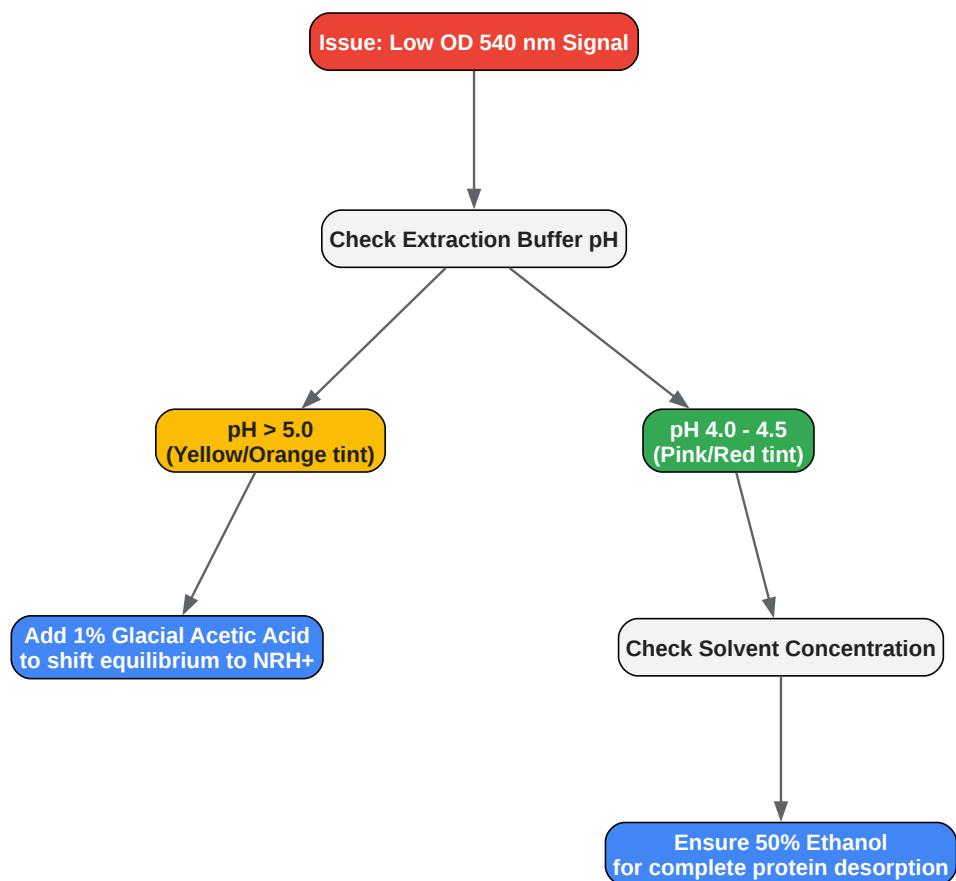 Issue: Low OD 540 nm Signal
Check Extraction Buffer pH
pH > 5.0
(Yellow/Orange tint)
pH 4.0 - 4.5
(Pink/Red tint)
Add 1% Glacial Acetic Acid
to shift equilibrium to NRH+
Check Solvent Concentration
Ensure 50% Ethanol
for complete protein desorption